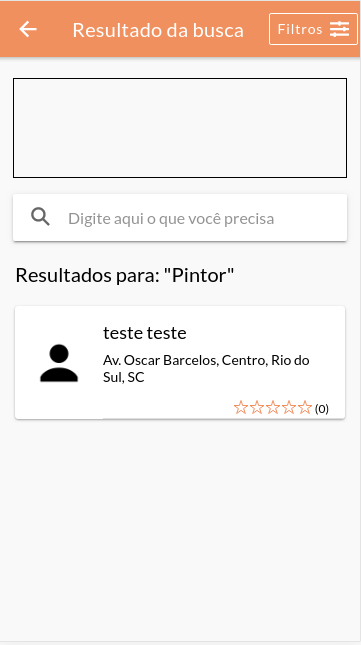 Resultado da busca
Filtros
Digite aqui o que você precisa
Resultados para: "Pintor"
teste teste
Av. Oscar Barcelos, Centro, Rio do
Sul, SC
(0)